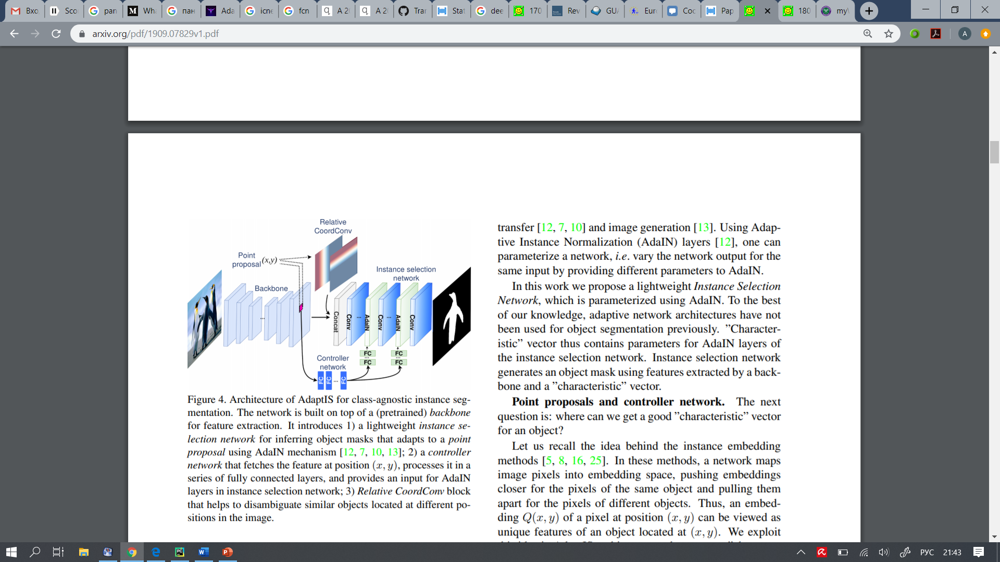 Вхо
Sco
pan
Wha
пан
Ada
icne
fcn
A 2
A 2
Trar
Stat
dee
170
Rev
GU
Eur
Coc
Pap
180
my
arxiv.org/pdf/1909.07829v1.pdf
A
Relative
CoordConv
Point
proposal (x,y)
Instance selection
network
Backbone
...
Concat
Conv
...
AdaIN
Conv
...
AdaIN
Conv
FC
...
FC
FC
...
FC
Controller
network
FC
FC
...
FC
Figure 4. Architecture of AdaptIS for class-agnostic instance seg-
mentation. The network is built on top of a (pretrained) backbone
for feature extraction. It introduces 1) a lightweight instance se-
lection network for inferring object masks that adapts to a point
proposal using AdaIN mechanism [12, 7, 10, 13]; 2) a controller
network that fetches the feature at position (x, y), processes it in a
series of fully connected layers, and provides an input for AdaIN
layers in instance selection network; 3) Relative CoordConv block
that helps to disambiguate similar objects located at different po-
sitions in the image.
transfer [12, 7, 10] and image generation [13]. Using Adap-
tive Instance Normalization (AdaIN) layers [12], one can
parameterize a network, i.e. vary the network output for the
same input by providing different parameters to AdaIN.
In this work we propose a lightweight Instance Selection
Network, which is parameterized using AdaIN. To the best
of our knowledge, adaptive network architectures have not
been used for object segmentation previously. ”Character-
istic” vector thus contains parameters for AdaIN layers of
the instance selection network. Instance selection network
generates an object mask using features extracted by a back-
bone and a ”characteristic” vector.
Point proposals and controller network. The next
question is: where can we get a good ”characteristic” vector
for an object?
Let us recall the idea behind the instance embedding
methods [5, 8, 16, 25]. In these methods, a network maps
image pixels into embedding space, pushing embeddings
closer for the pixels of the same object and pulling them
apart for the pixels of different objects. Thus, an embed-
ding Q(x, y) of a pixel at position (x, y) can be viewed as
unique features of an object located at (x, y). We exploit
РУС
21:43